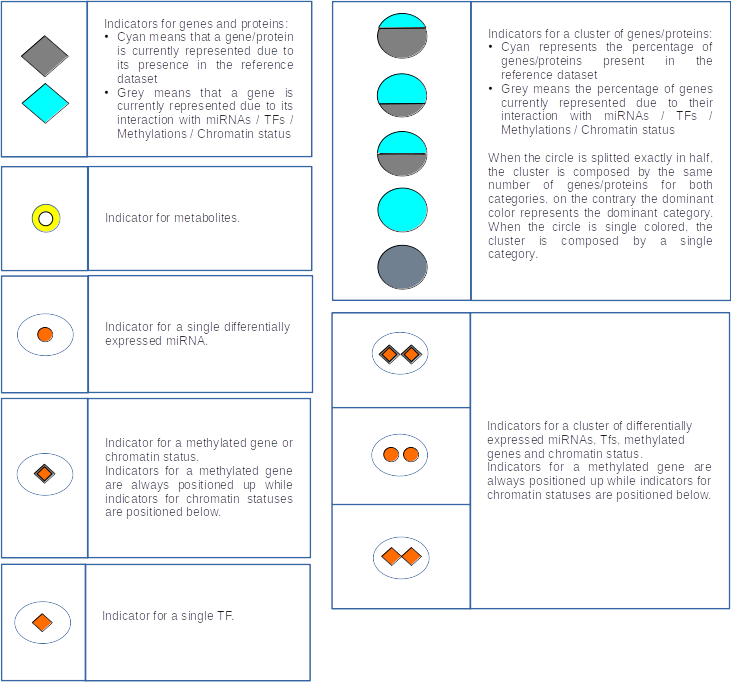 Indicators for genes and proteins:
• Cyan means that a gene/protein
is currently represented due to
its presence in the reference
dataset
• Grey means that a gene is
currently represented due to its
interaction with miRNAs / TFs /
Methylations / Chromatin status
Indicator for metabolites.
Indicator for a single differentially
expressed miRNA.
Indicator for a methylated gene or
chromatin status.
Indicators for a methylated gene
are always positioned up while
indicators for chromatin statuses
are positioned below.
Indicator for a single TF.
Indicators for a cluster of genes/proteins:
• Cyan represents the percentage of
genes/proteins present in the
reference dataset
• Grey means the percentage of genes
currently represented due to their
interaction with miRNAs / TFs /
Methylations / Chromatin status
When the circle is splitted exactly in half,
the cluster is composed by the same
number of genes/proteins for both
categories, on the contrary the dominant
color represents the dominant category.
When the circle is single colored, the
cluster is composed by a single
category.
Indicators for a cluster of differentially
expressed miRNAs, Tfs, methylated
genes and chromatin status.
Indicators for a methylated gene are
always positioned up while indicators for
chromatin statuses are positioned below.